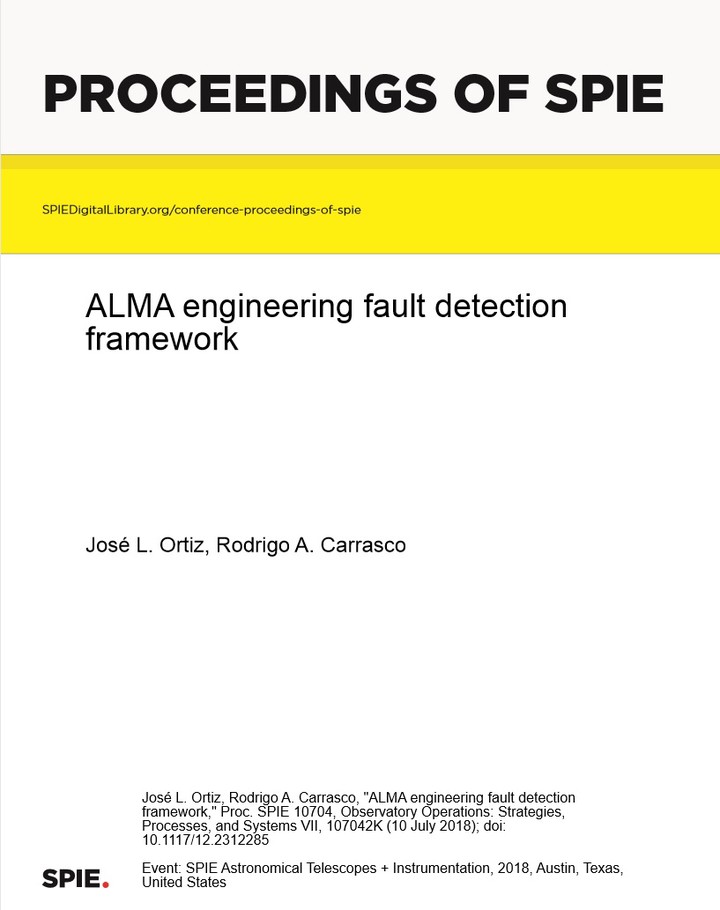 PROCEEDINGS OF SPIE
SPIEDigitalLibrary.org/conference-proceedings-of-spie
ALMA engineering fault detection
framework
José L. Ortiz, Rodrigo A. Carrasco
José L. Ortiz, Rodrigo A. Carrasco, "ALMA engineering fault detection
framework," Proc. SPIE 10704, Observatory Operations: Strategies,
Processes, and Systems VII, 107042K (10 July 2018); doi:
10.1117/12.2312285
Event: SPIE Astronomical Telescopes + Instrumentation, 2018, Austin, Texas,
United States
SPIE.